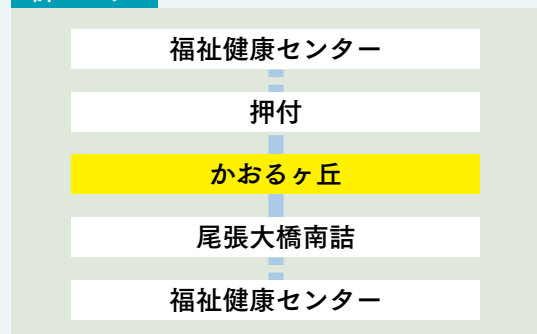 福祉健康センター
押付
かおるヶ丘
尾張大橋南詰
福祉健康センター